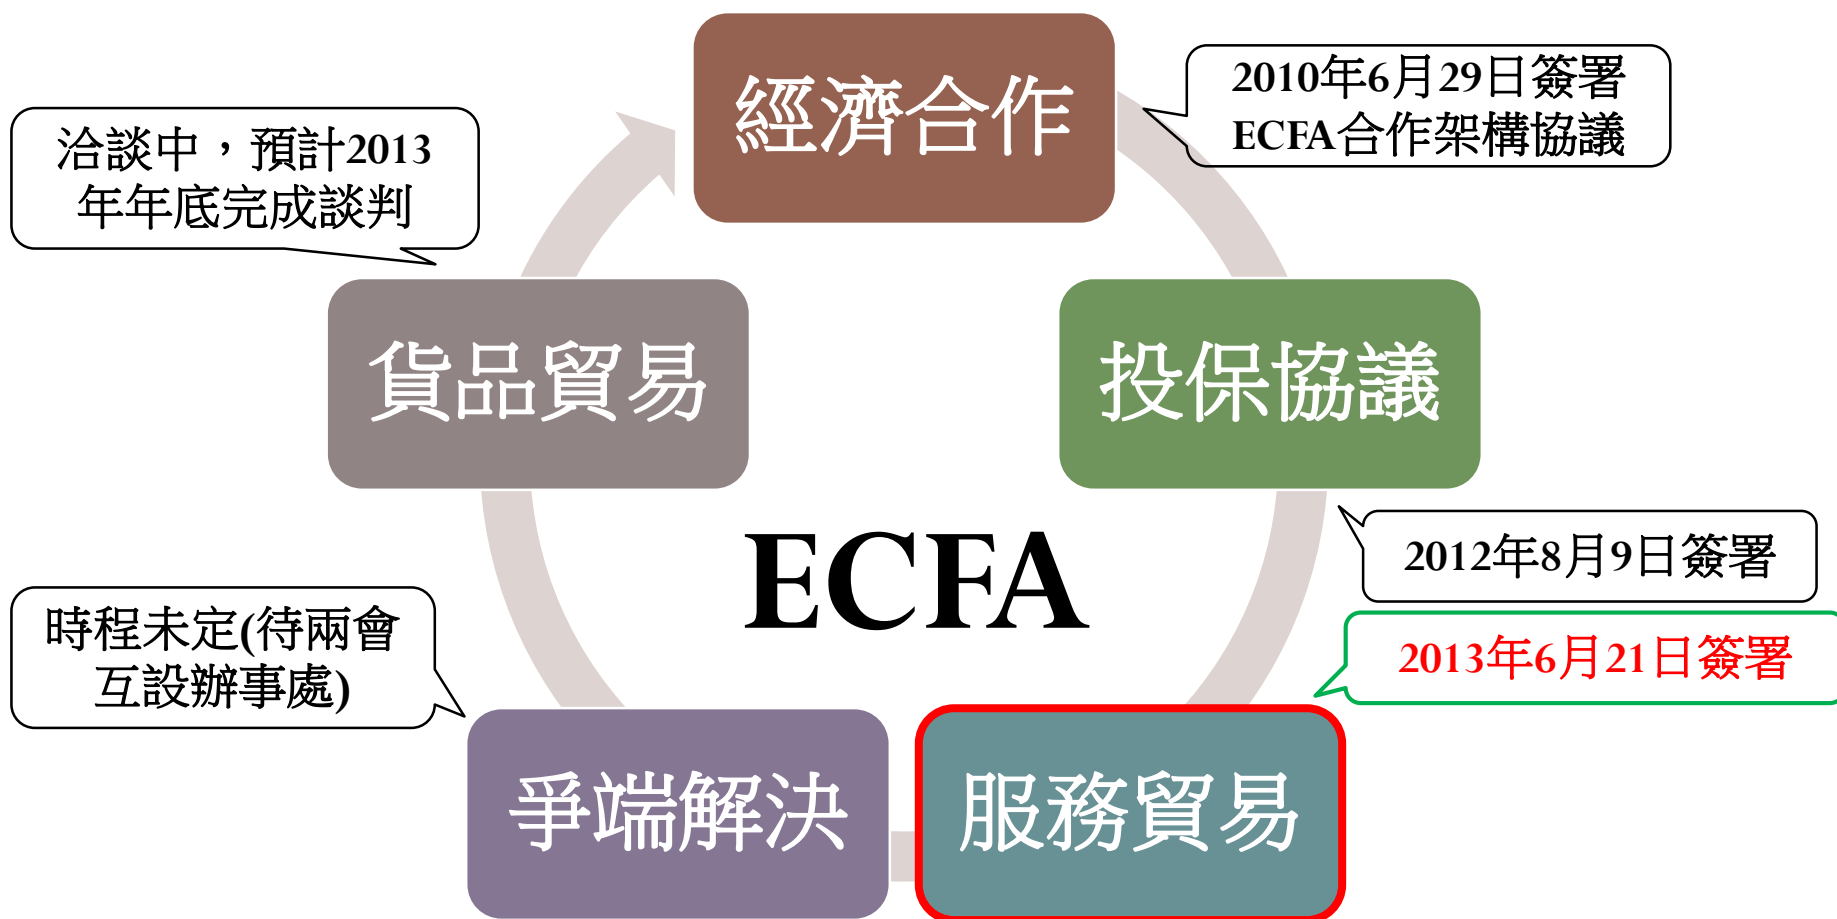 經濟合作
2010年6月29日簽署
ECFA合作架構協議
洽談中，預計2013
年年底完成談判
貨品貿易
投保協議
ECFA
2012年8月9日簽署
時程未定(待兩會
互設辦事處)
2013年6月21日簽署
爭端解決
服務貿易